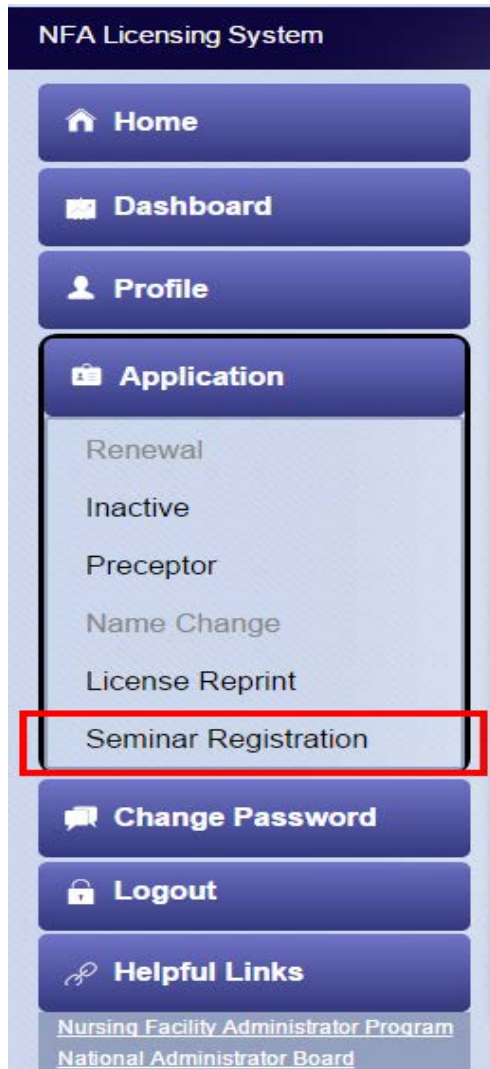 NFA Licensing System
Home
Dashboard
Profile
Application
Renewal
Inactive
Preceptor
Name Change
License Reprint
Seminar Registration
Change Password
Logout
Helpful Links
Nursing Facility Administrator Program
National Administrator Board